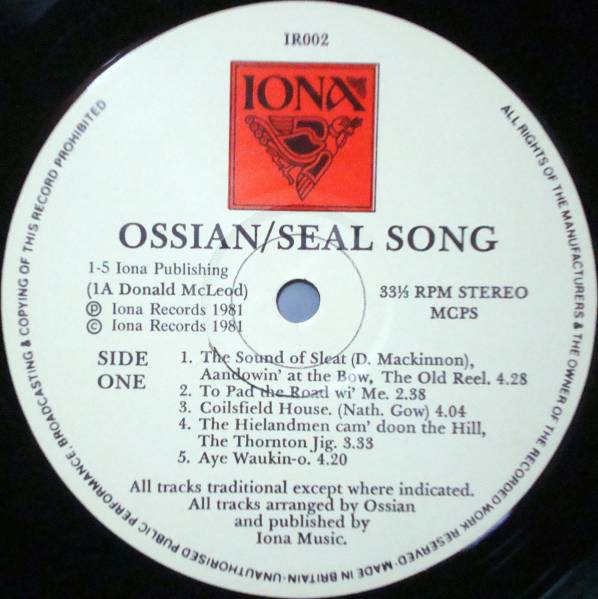 IR002
IONA
OSSIAN/SEAL SONG
1-5 Iona Publishing
(1A Donald McLeod)
℗ Iona Records 1981
© Iona Records 1981
33⅓ RPM STEREO
MCPS
SIDE
ONE
1. The Sound of Sleat (D. Mackinnon),
Aandowin' at the Bow, The Old Reel. 4.28
2. To Pad the Road wi' Me. 2.38
3. Coilsfield House. (Nath. Gow) 4.04
4. The Hielandmen cam' doon the Hill,
The Thornton Jig. 3.33
5. Aye Waukin-o. 4.20
All tracks traditional except where indicated.
All tracks arranged by Ossian
and published by
Iona Music.
ALL RIGHTS OF THE MANUFACTURERS & THE OWNER OF THE RECORDED WORK RESERVED·MADE IN BRITAIN·UNAUTHORISED PUBLIC PERFORMANCE, BROADCASTING & COPYING OF THIS RECORD PROHIBITED